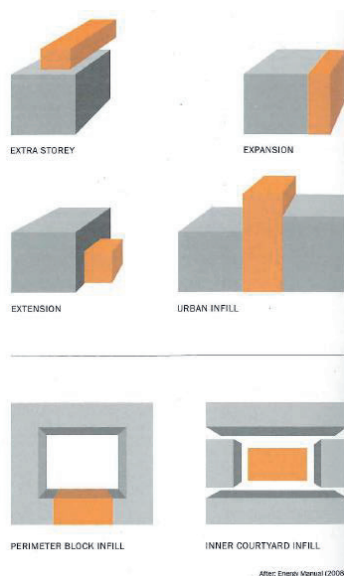 EXTRA STOREY
EXPANSION
EXTENSION
URBAN INFILL
PERIMETER BLOCK INFILL
INNER COURTYARD INFILL
After: Energy Manual (2008